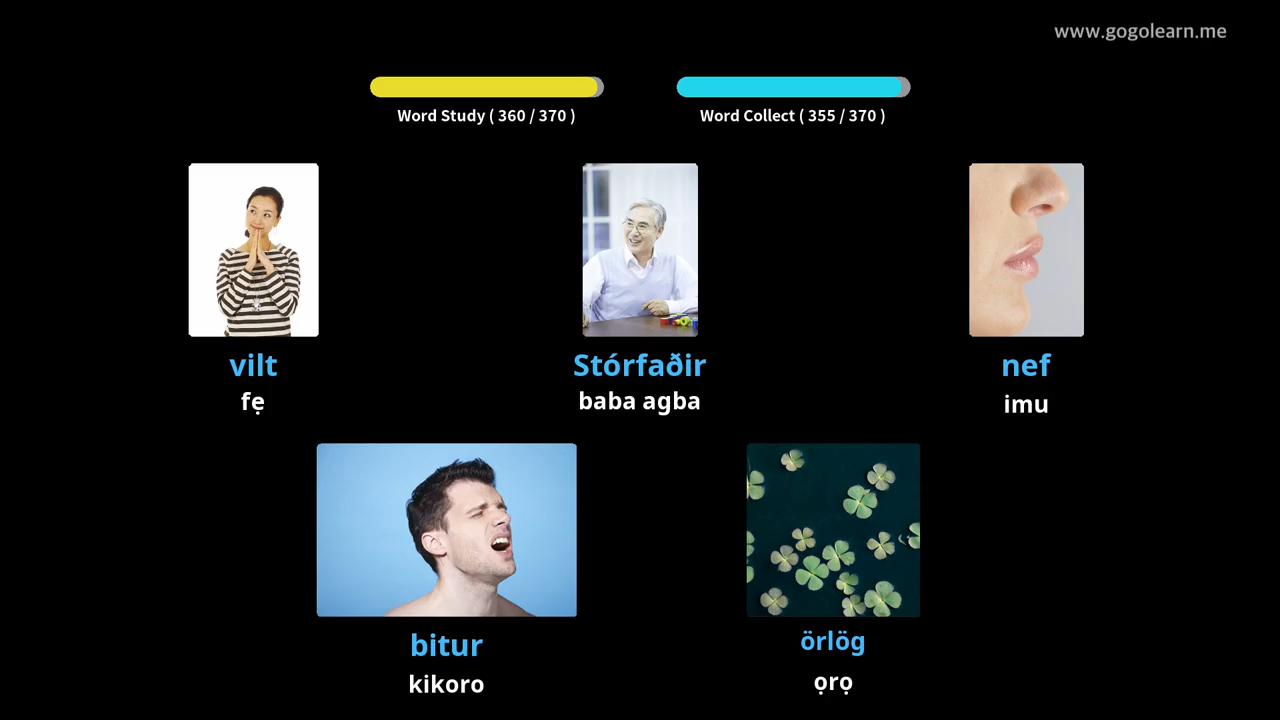 www.gogolearn.me
Word Study ( 360 / 370 )
Word Collect ( 355 / 370 )
vilt
fẹ
Stórfaðir
baba agba
nef
imu
bitur
kikoro
örlög
ọrọ